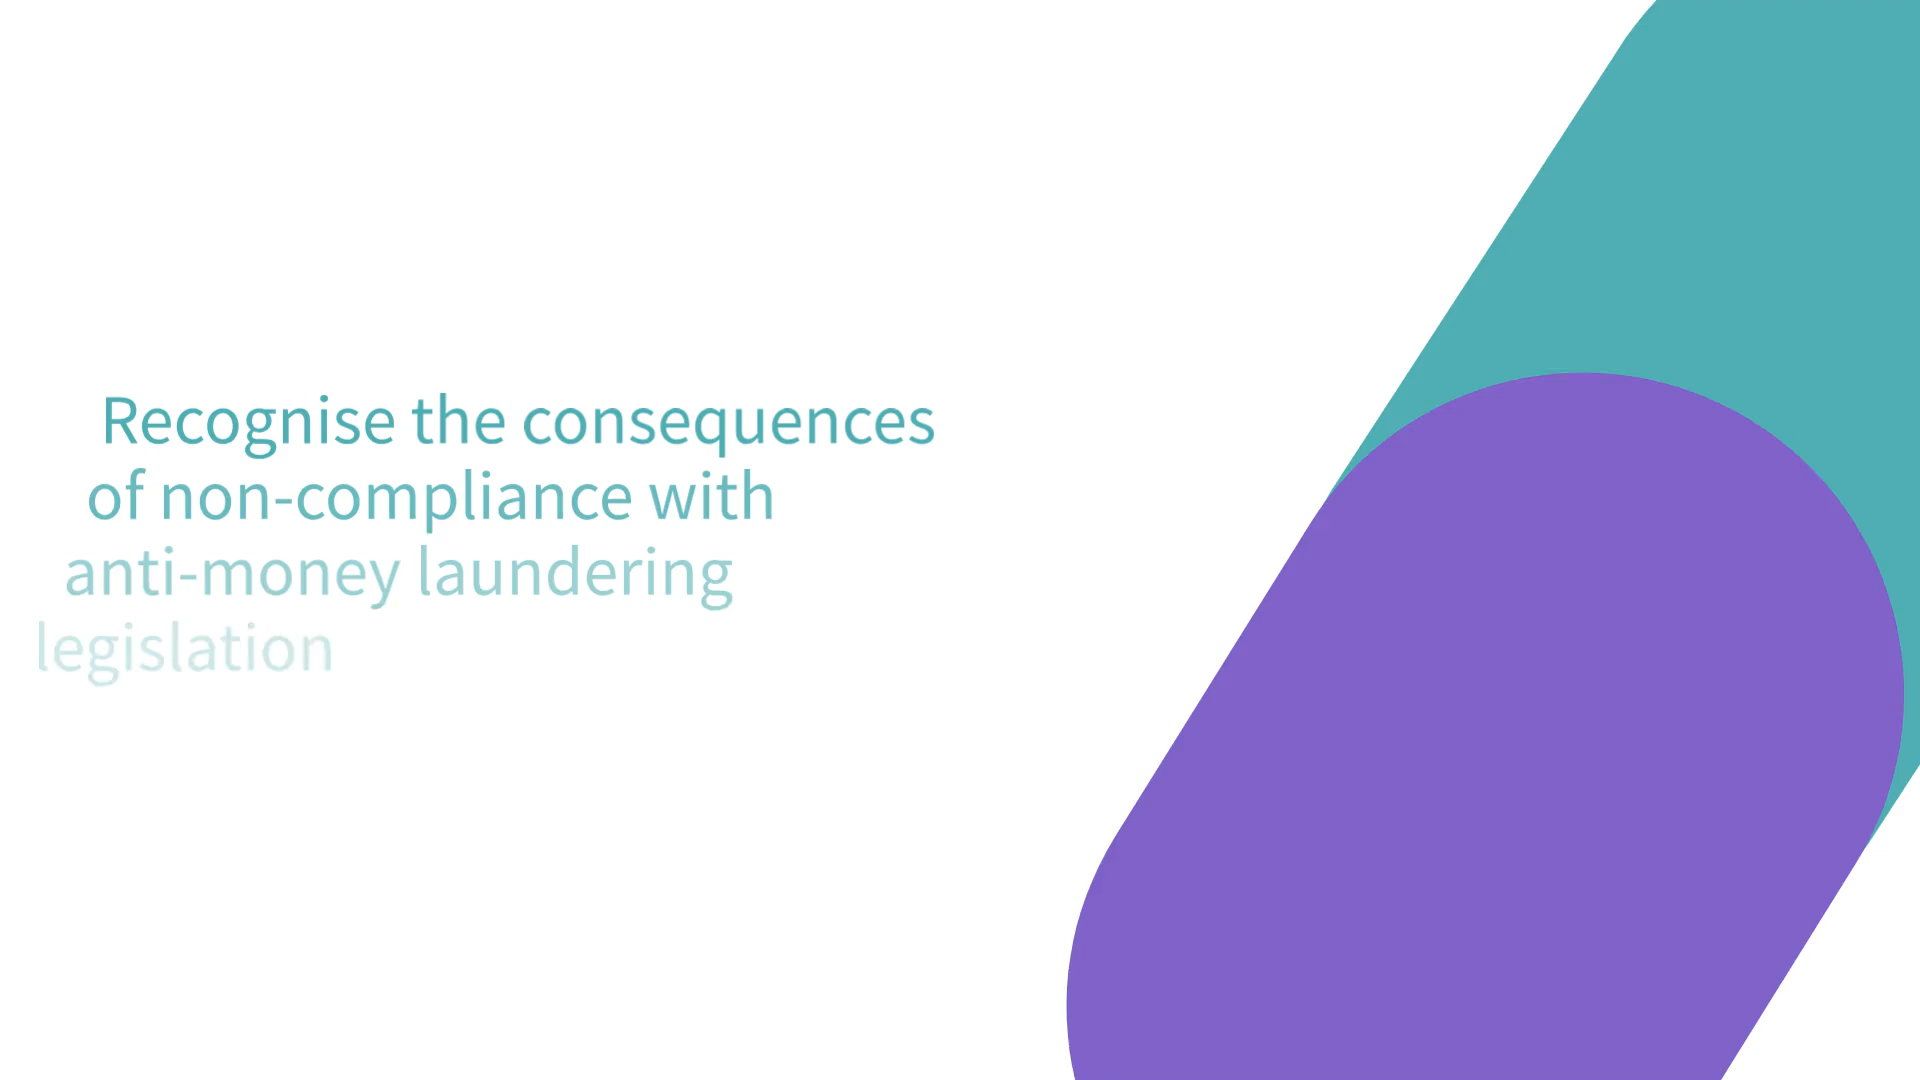 Recognise the consequences
of non-compliance with
anti-money laundering
legislation